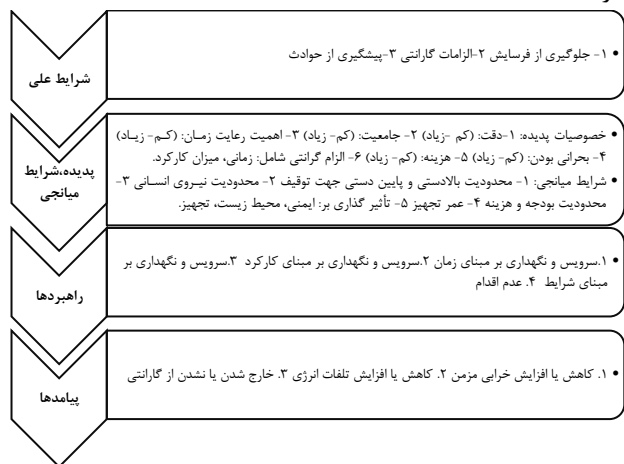 شرایط علی
• ۱- جلوگیری از فرسایش ۲-الزامات گارانتی ۳-پیشگیری از حوادث
پدیده،شرایط
میانجی
• خصوصیات پدیده: ۱-دقت: (کم -زیاد) ۲- جامعیت: (کم- زیاد) ۳- اهمیت رعایت زمان: (کم- زیاد)
۴- بحرانی بودن: (کم- زیاد) ۵- هزینه: (کم- زیاد) ۶- الزام گرانتی شامل: زمانی، میزان کارکرد.
• شرایط میانجی: ۱- محدودیت بالادستی و پایین دستی جهت توقیف ۲- محدودیت نیروی انسانی ۳-
محدودیت بودجه و هزینه ۴- عمر تجهیز ۵- تأثیر گذاری بر: ایمنی، محیط زیست، تجهیز.
راهبردها
• ۱.سرویس و نگهداری بر مبنای زمان ۲.سرویس و نگهداری بر مبنای کارکرد ۳.سرویس و نگهداری بر
مبنای شرایط ۴. عدم اقدام
پیامدها
• ۱. کاهش یا افزایش خرابی مزمن ۲. کاهش یا افزایش تلفات انرژی ۳. خارج شدن یا نشدن از گارانتی